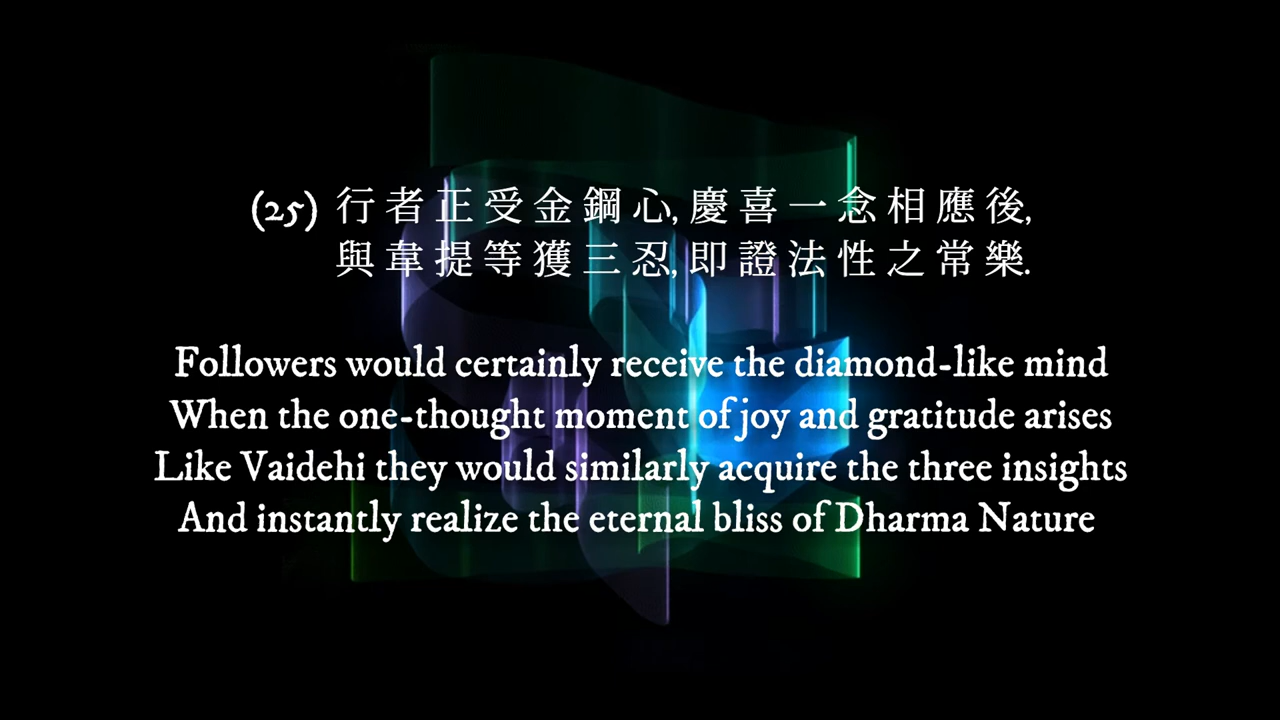 (25) 行者正受金鋼心, 慶喜一念相應後,
與韋提等獲三忍, 即證法性之常樂.
Followers would certainly receive the diamond-like mind
When the one-thought moment of joy and gratitude arises
Like Vaidehi they would similarly acquire the three insights
And instantly realize the eternal bliss of Dharma Nature